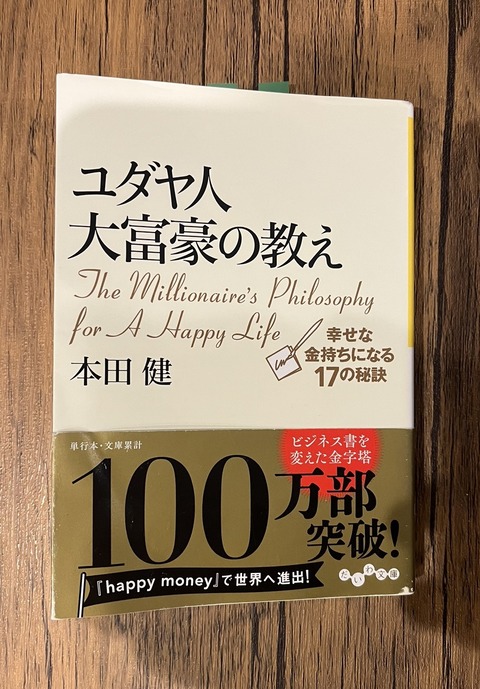 ユダヤ人
大富豪の教え
The Millionaire's Philosophy
for A Happy Life
幸せな
金持ちになる
17の秘訣
本田 健
単行本・文庫累計
ビジネス書を
変えた金字塔
100万部
突破!
『happy money』で世界へ進出!
だいわ文庫